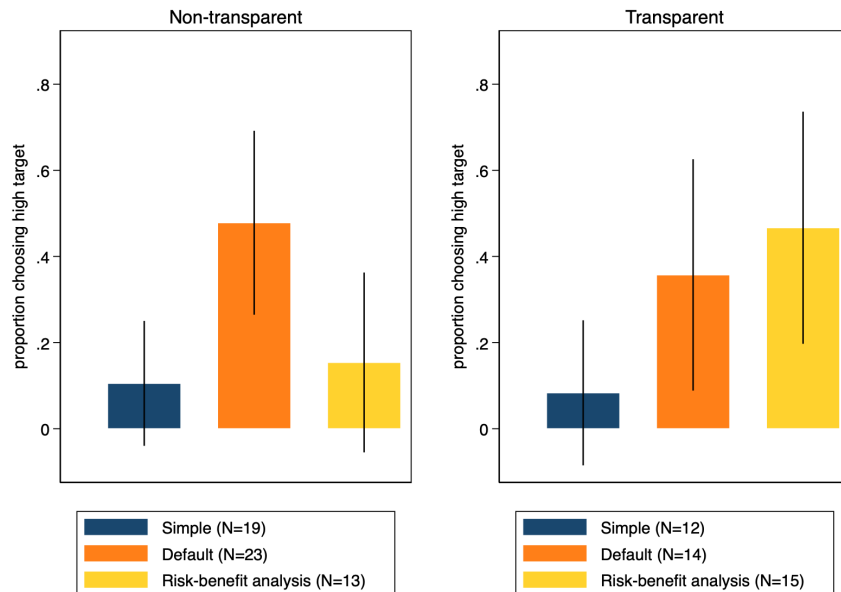 Non-transparent
proportion choosing high target
.8
.6
.4
.2
0
Simple (N=19)
Default (N=23)
Risk-benefit analysis (N=13)
Transparent
proportion choosing high target
.8
.6
.4
.2
0
Simple (N=12)
Default (N=14)
Risk-benefit analysis (N=15)